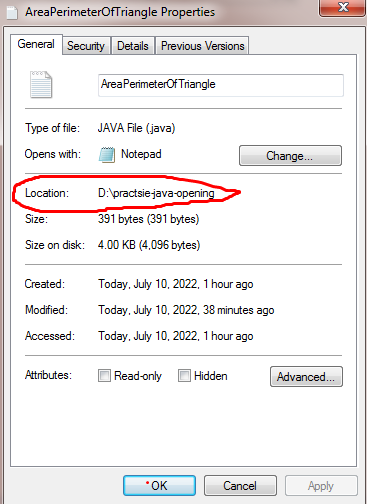 AreaPerimeterOfTriangle Properties
General Security Details Previous Versions
AreaPerimeterOfTriangle
Type of file: JAVA File (.java)
Opens with: Notepad Change...
Location: D:\practsie-java-opening
Size: 391 bytes (391 bytes)
Size on disk: 4.00 KB (4,096 bytes)
Created: Today, July 10, 2022, 1 hour ago
Modified: Today, July 10, 2022, 38 minutes ago
Accessed: Today, July 10, 2022, 1 hour ago
Attributes: Read-only Hidden Advanced...
*OK Cancel Apply